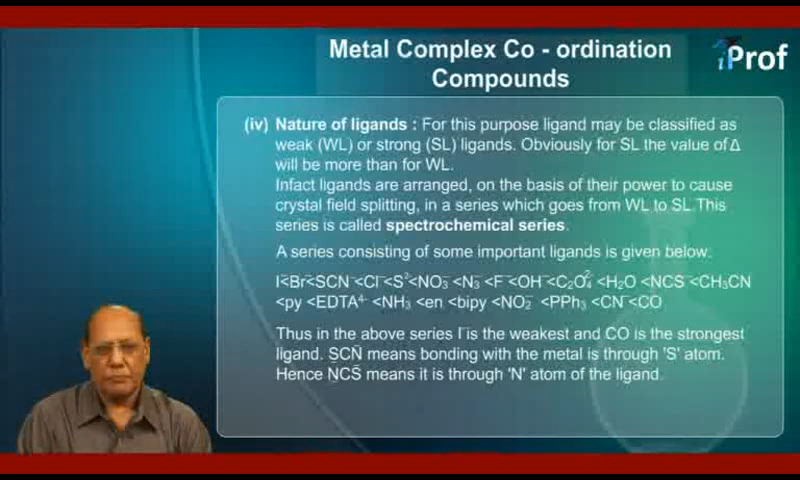 Metal Complex Co - ordination
Compounds
iProf
(iv) Nature of ligands : For this purpose ligand may be classified as
weak (WL) or strong (SL) ligands. Obviously for SL the value of Δ
will be more than for WL.
Infact ligands are arranged, on the basis of their power to cause
crystal field splitting, in a series which goes from WL to SL. This
series is called spectrochemical series.
A series consisting of some important ligands is given below:
I⁻<Br⁻<SCN⁻<Cl⁻<S²⁻<NO₃⁻<N₃⁻<F⁻<OH⁻<C₂O₄²⁻<H₂O <NCS⁻<CH₃CN
<py <EDTA⁴⁻ <NH₃ <en <bipy <NO₂⁻ <PPh₃ <CN⁻<CO
Thus in the above series I⁻ is the weakest and CO is the strongest
ligand. SCN⁻ means bonding with the metal is through 'S' atom.
Hence NCS⁻ means it is through 'N' atom of the ligand.